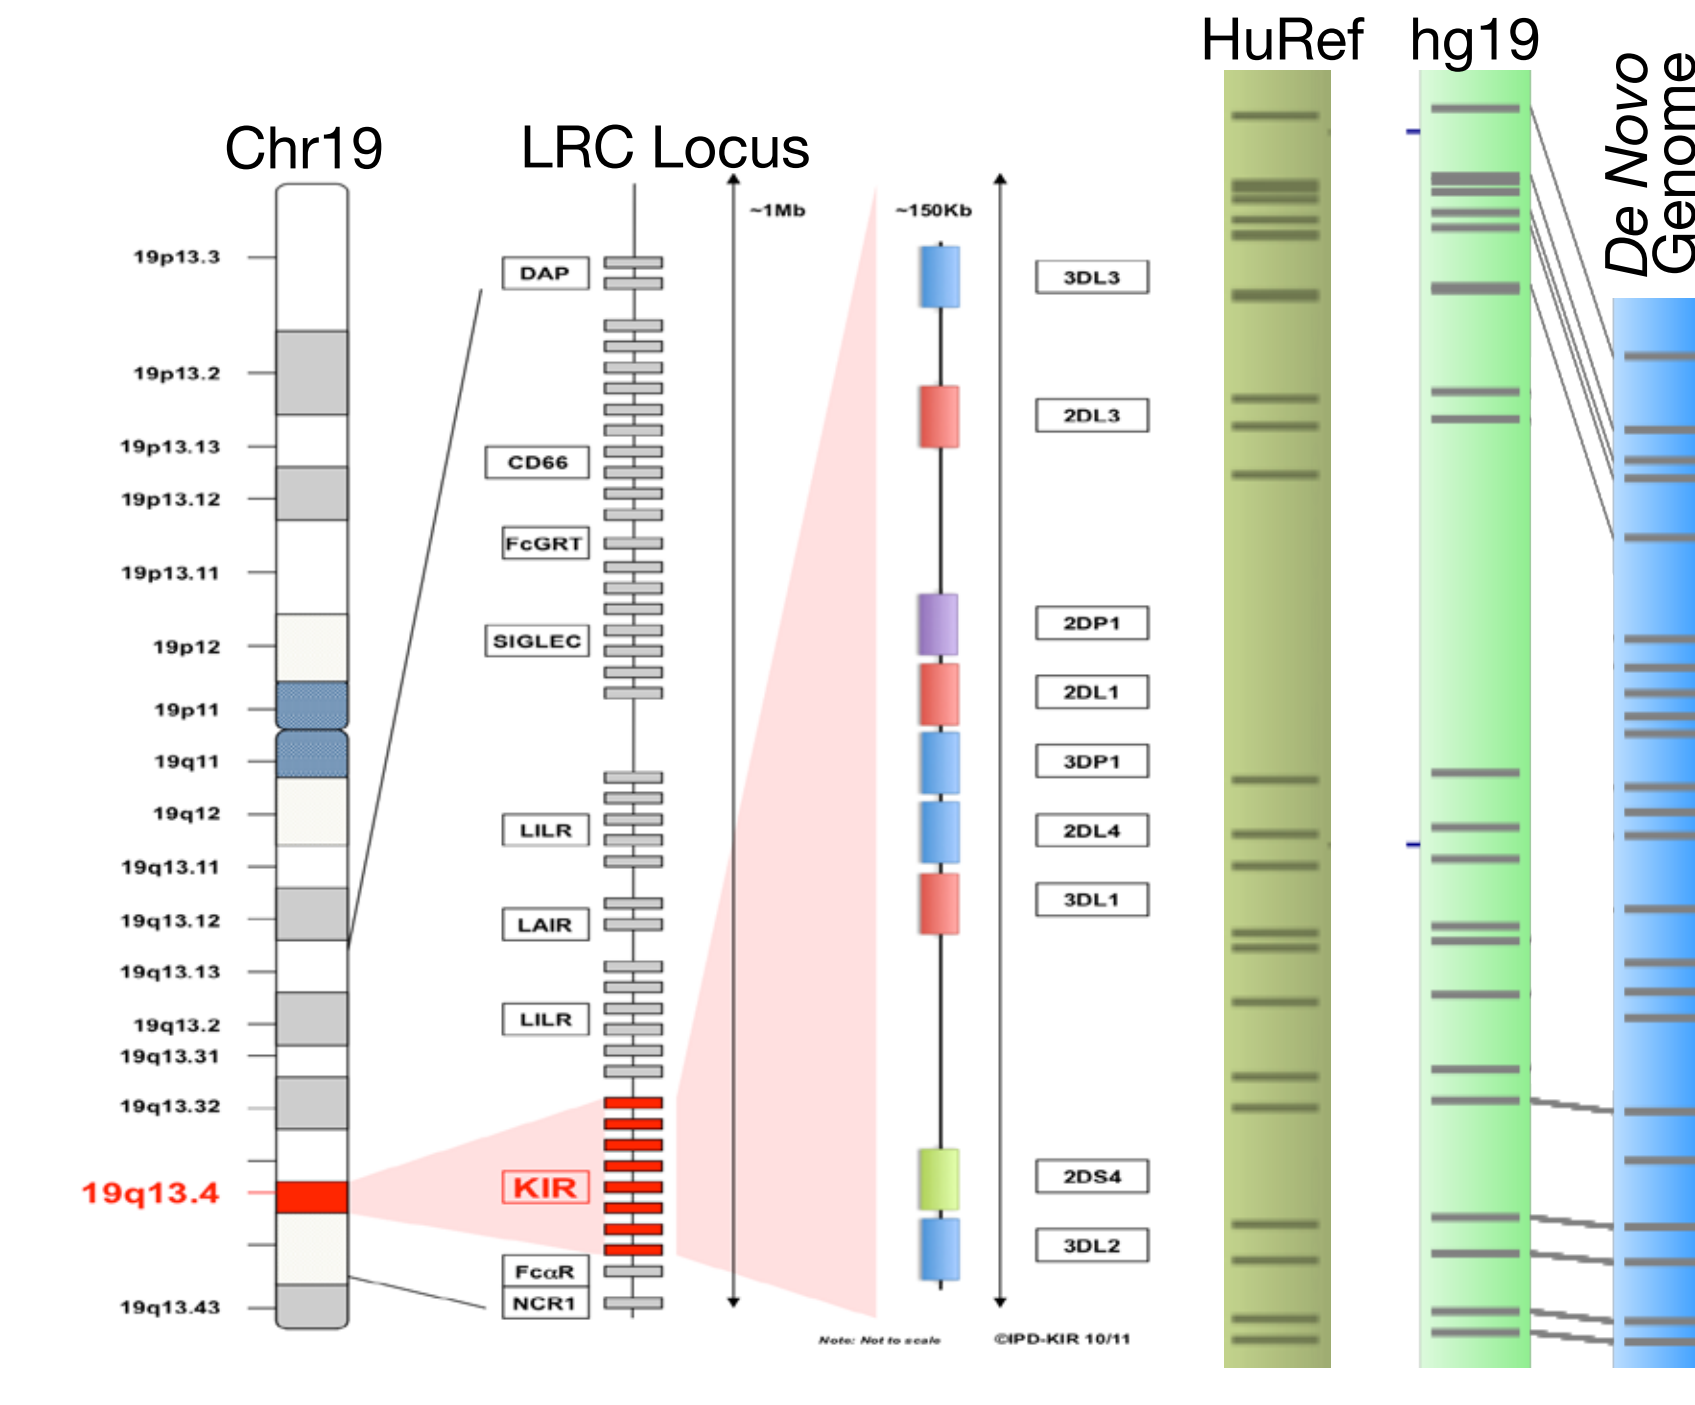 HuRef
hg19
De Novo
Genome
Chr19
LRC Locus
~1Mb
~150Kb
19p13.3
19p13.2
19p13.13
19p13.12
19p13.11
19p12
19p11
19q11
19q12
19q13.11
19q13.12
19q13.13
19q13.2
19q13.31
19q13.32
19q13.4
19q13.43
DAP
CD66
FcGRT
SIGLEC
LILR
LAIR
LILR
KIR
FcαR
NCR1
3DL3
2DL3
2DP1
2DL1
3DP1
2DL4
3DL1
2DS4
3DL2
Note: Not to scale
©IPD-KIR 10/11